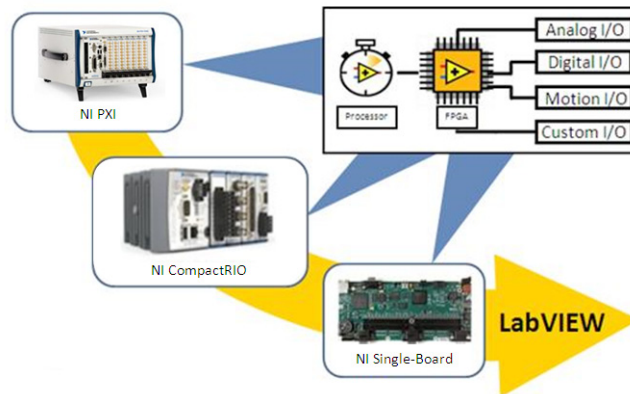 Analog I/O
Digital I/O
Motion I/O
Custom I/O
Processor
FPGA
NI PXI
NI CompactRIO
NI Single-Board
LabVIEW